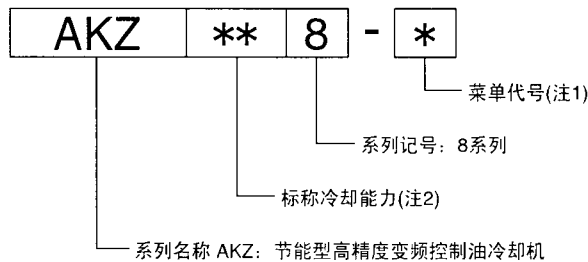 AKZ ** 8 - *
菜单代号(注1)
系列记号：8系列
标称冷却能力(注2)
系列名称 AKZ：节能型高精度变频控制油冷却机